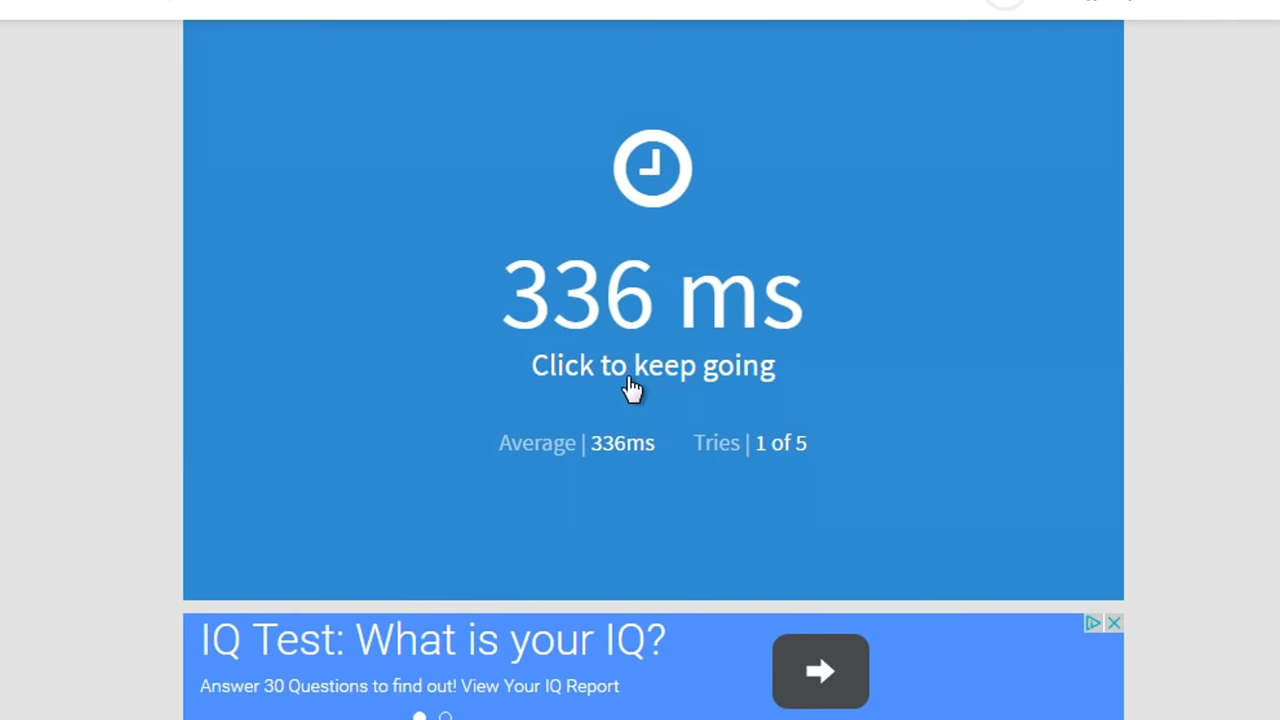 336 ms
Click to keep going
Average | 336ms Tries | 1 of 5
IQ Test: What is your IQ?
Answer 30 Questions to find out! View Your IQ Report